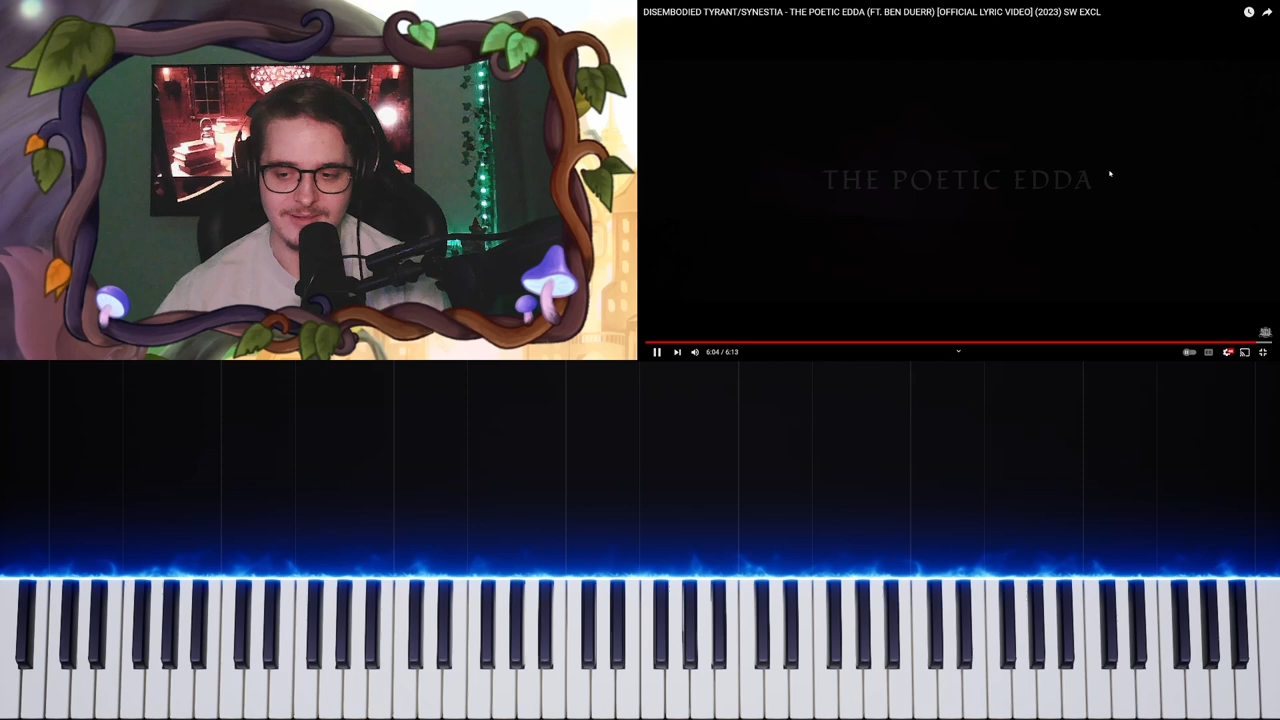 DISEMBODIED TYRANT/SYNESTIA - THE POETIC EDDA (FT. BEN DUERR) [OFFICIAL LYRIC VIDEO] (2023) SW EXCL
THE POETIC EDDA
6:04 / 6:13